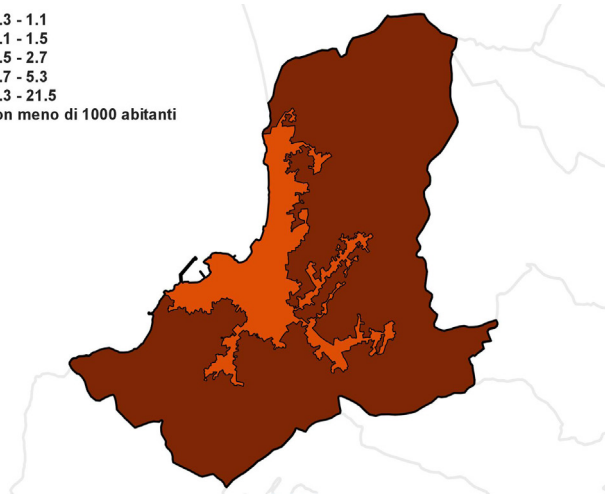 .3 - 1.1
.1 - 1.5
.5 - 2.7
.7 - 5.3
.3 - 21.5
on meno di 1000 abitanti